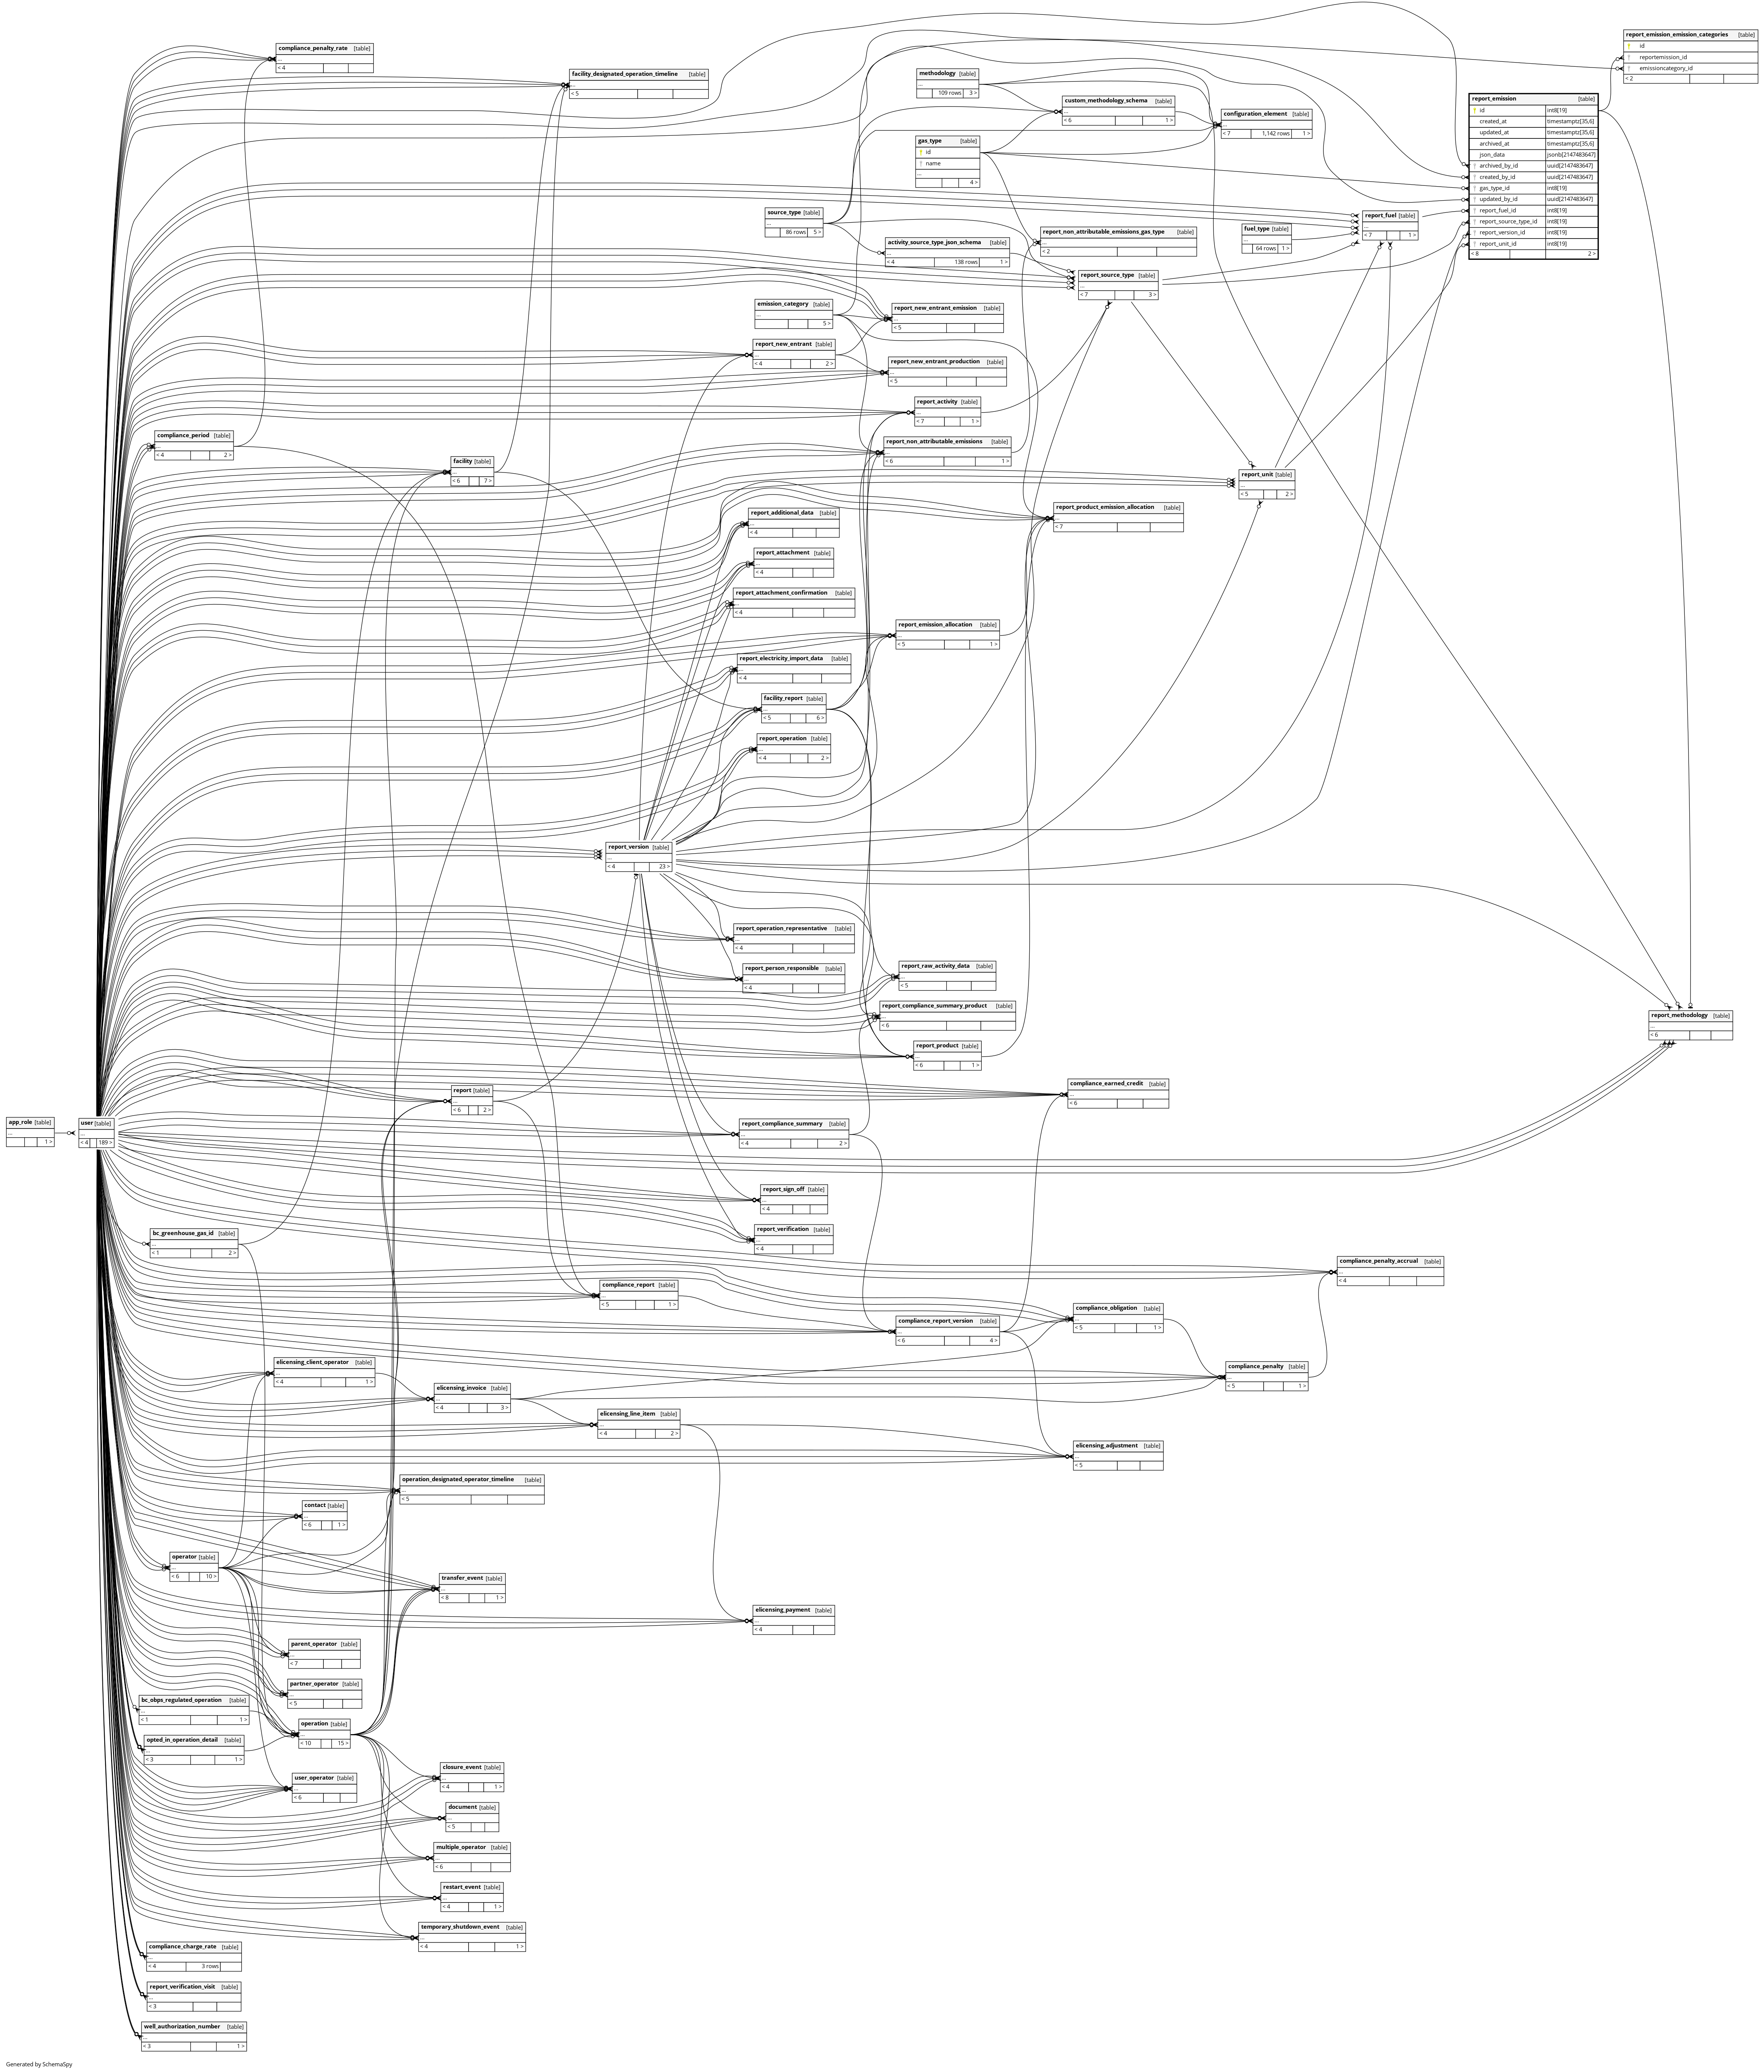 compliance_penalty_rate [table]
...
< 4
facility_designated_operation_timeline [table]
...
< 5
methodology [table]
...
109 rows 3 >
custom_methodology_schema [table]
...
< 6 1 >
configuration_element [table]
...
< 7 1,142 rows 1 >
report_emission_emission_categories [table]
id
reportemission_id
emissioncategory_id
< 2
report_emission [table]
id int8[19]
created_at timestamptz[35,6]
updated_at timestamptz[35,6]
archived_at timestamptz[35,6]
json_data jsonb[2147483647]
archived_by_id uuid[2147483647]
created_by_id uuid[2147483647]
gas_type_id int8[19]
updated_by_id uuid[2147483647]
report_fuel_id int8[19]
report_source_type_id int8[19]
report_version_id int8[19]
report_unit_id int8[19]
< 8 2 >
gas_type [table]
id
name
...
4 >
source_type [table]
...
86 rows 5 >
activity_source_type_json_schema [table]
...
< 4 138 rows 1 >
report_non_attributable_emissions_gas_type [table]
...
< 2
fuel_type [table]
...
64 rows 1 >
report_fuel [table]
...
< 7 1 >
report_source_type [table]
...
< 7 3 >
emission_category [table]
...
5 >
report_new_entrant_emission [table]
...
< 5
report_new_entrant [table]
...
< 4 2 >
report_new_entrant_production [table]
...
< 5
report_activity [table]
...
< 7 1 >
compliance_period [table]
...
< 4 2 >
report_non_attributable_emissions [table]
...
< 6 1 >
facility [table]
...
< 6 7 >
report_unit [table]
...
< 5 2 >
report_additional_data [table]
...
< 4
report_product_emission_allocation [table]
...
< 7
report_attachment [table]
...
< 4
report_attachment_confirmation [table]
...
< 4
report_emission_allocation [table]
...
< 5 1 >
report_electricity_import_data [table]
...
< 4
facility_report [table]
...
< 5 6 >
report_operation [table]
...
< 4 2 >
report_version [table]
...
< 4 23 >
report_operation_representative [table]
...
< 4
report_person_responsible [table]
...
< 4
report_raw_activity_data [table]
...
< 5
report_compliance_summary_product [table]
...
< 6
report_methodology [table]
...
< 6
report_product [table]
...
< 6 1 >
report [table]
...
< 6 2 >
compliance_earned_credit [table]
...
< 6
app_role [table]
...
1 >
user [table]
...
< 4 189 >
report_compliance_summary [table]
...
< 4 2 >
report_sign_off [table]
...
< 4
report_verification [table]
...
< 4
bc_greenhouse_gas_id [table]
...
< 1 2 >
compliance_penalty_accrual [table]
...
< 4
compliance_report [table]
...
< 5 1 >
compliance_obligation [table]
...
< 5 1 >
compliance_report_version [table]
...
< 6 4 >
elicensing_client_operator [table]
...
< 4 1 >
compliance_penalty [table]
...
< 5 1 >
elicensing_invoice [table]
...
< 4 3 >
elicensing_line_item [table]
...
< 4 2 >
elicensing_adjustment [table]
...
< 5
operation_designated_operator_timeline [table]
...
< 5
contact [table]
...
< 6 1 >
operator [table]
...
< 6 10 >
transfer_event [table]
...
< 8 1 >
elicensing_payment [table]
...
< 4
parent_operator [table]
...
< 7
partner_operator [table]
...
< 5
bc_obps_regulated_operation [table]
...
< 1 1 >
operation [table]
...
< 10 15 >
opted_in_operation_detail [table]
...
< 3 1 >
user_operator [table]
...
< 6
closure_event [table]
...
< 4 1 >
document [table]
...
< 5
multiple_operator [table]
...
< 6
restart_event [table]
...
< 4 1 >
temporary_shutdown_event [table]
...
< 4 1 >
compliance_charge_rate [table]
...
< 4 3 rows
report_verification_visit [table]
...
< 3
well_authorization_number [table]
...
< 3 1 >
Generated by SchemaSpy